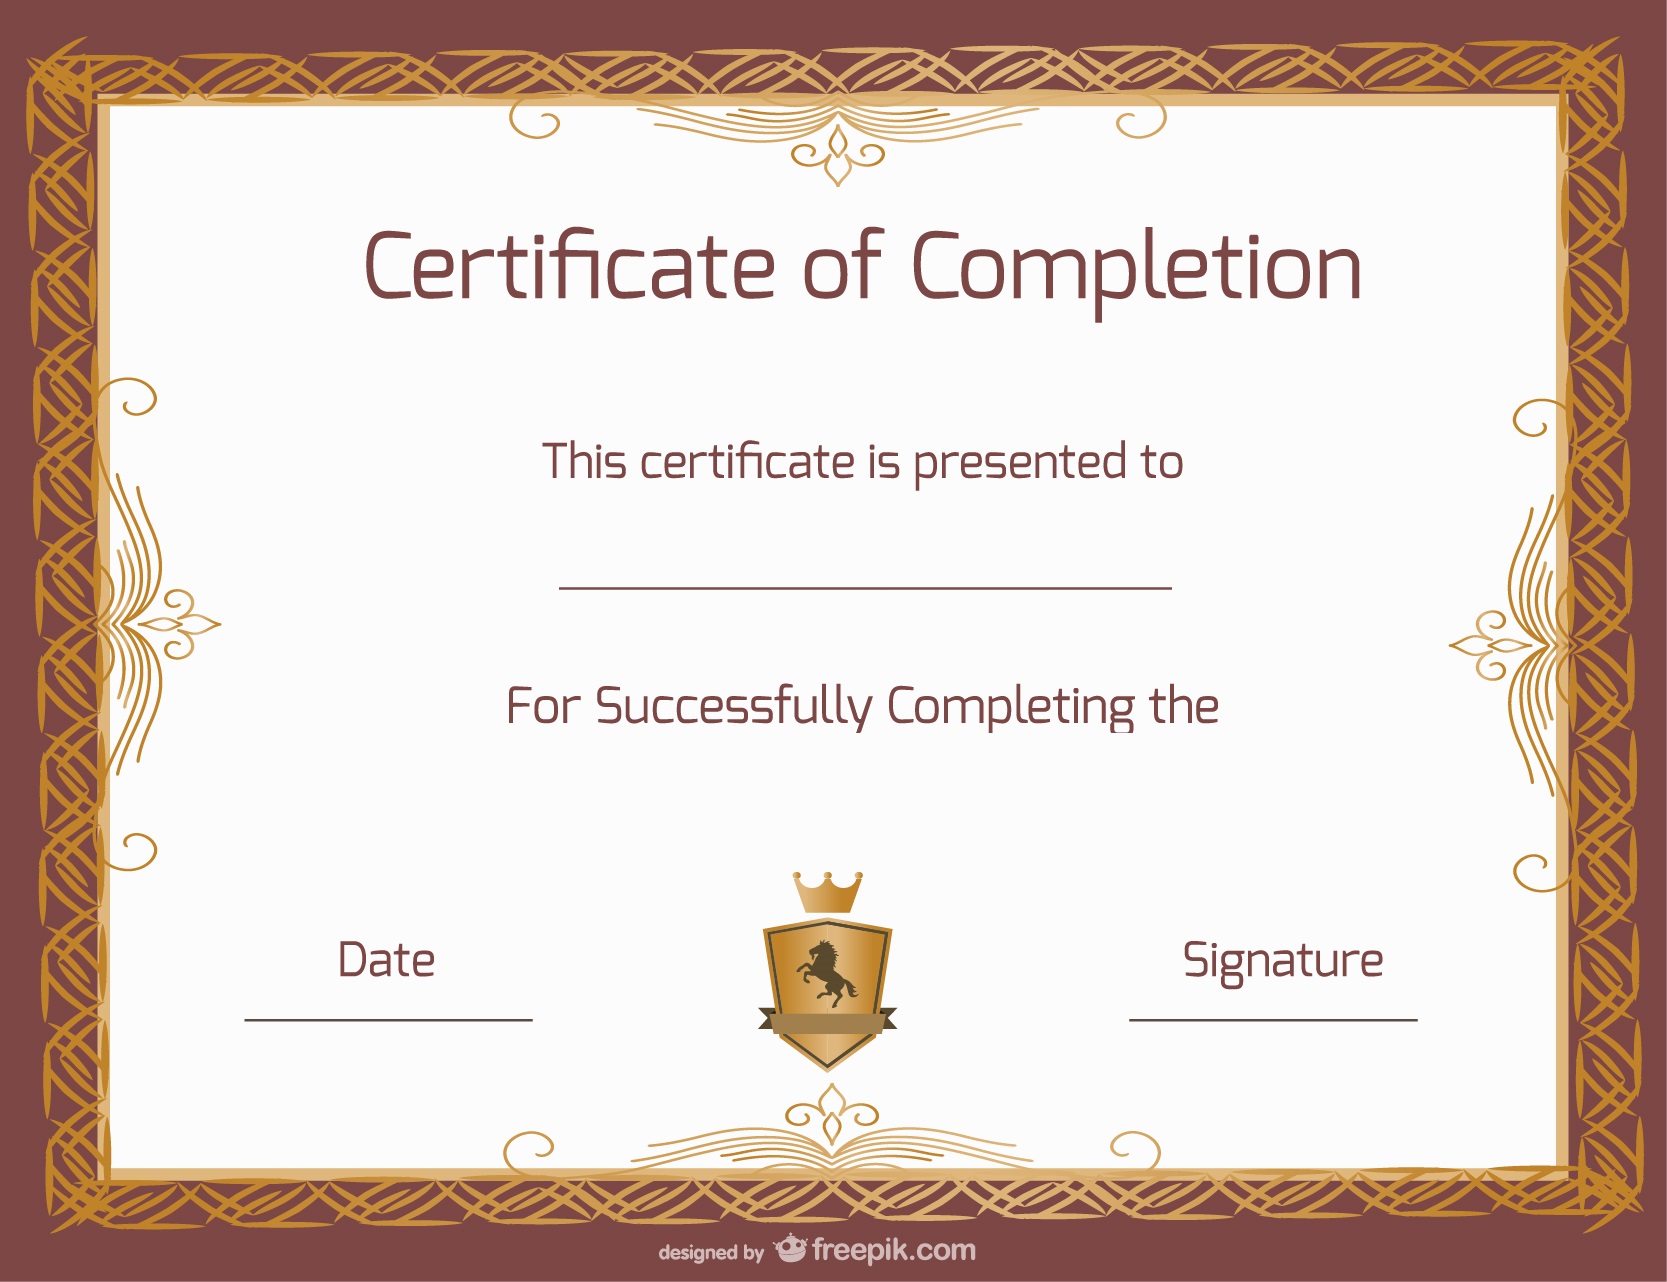 Certificate of Completion
This certificate is presented to
For Successfully Completing the
Date
Signature
designed by freepik.com